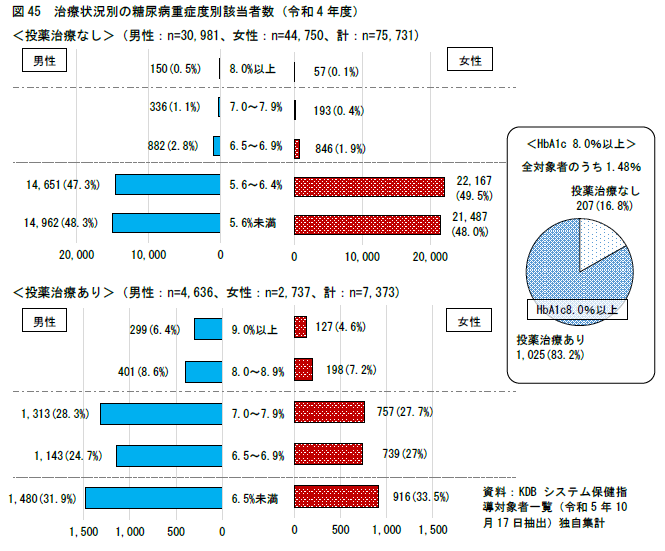 図45　治療状況別の糖尿病重症度別該当者数（令和４年度）
＜投薬治療なし＞（男性：n=30,981、女性：n=44,750、計：n=75,731）
男性
女性
150(0.5%)　8.0%以上　57(0.1%)
336(1.1%)　7.0～7.9%　193(0.4%)
882(2.8%)　6.5～6.9%　846(1.9%)
14,651(47.3%)　5.6～6.4%　22,167
(49.5%)
14,962(48.3%)　5.6%未満　21,487
(48.0%)
20,000　10,000　0　0　10,000　20,000
＜HbA1c 8.0%以上＞
全対象者のうち1.48%
投薬治療なし
207(16.8%)
HbA1c8.0%以上
投薬治療あり
1,025(83.2%)
＜投薬治療あり＞（男性：n=4,636、女性：n=2,737、計：n=7,373）
男性
女性
299(6.4%)　9.0%以上　127(4.6%)
401(8.6%)　8.0～8.9%　198(7.2%)
1,313(28.3%)　7.0～7.9%　757(27.7%)
1,143(24.7%)　6.5～6.9%　739(27%)
1,480(31.9%)　6.5%未満　916(33.5%)
1,500　1,000　500　0　0　500　1,000　1,500
資料：KDB システム保健指
導対象者一覧（令和５年10
月17日抽出）独自集計